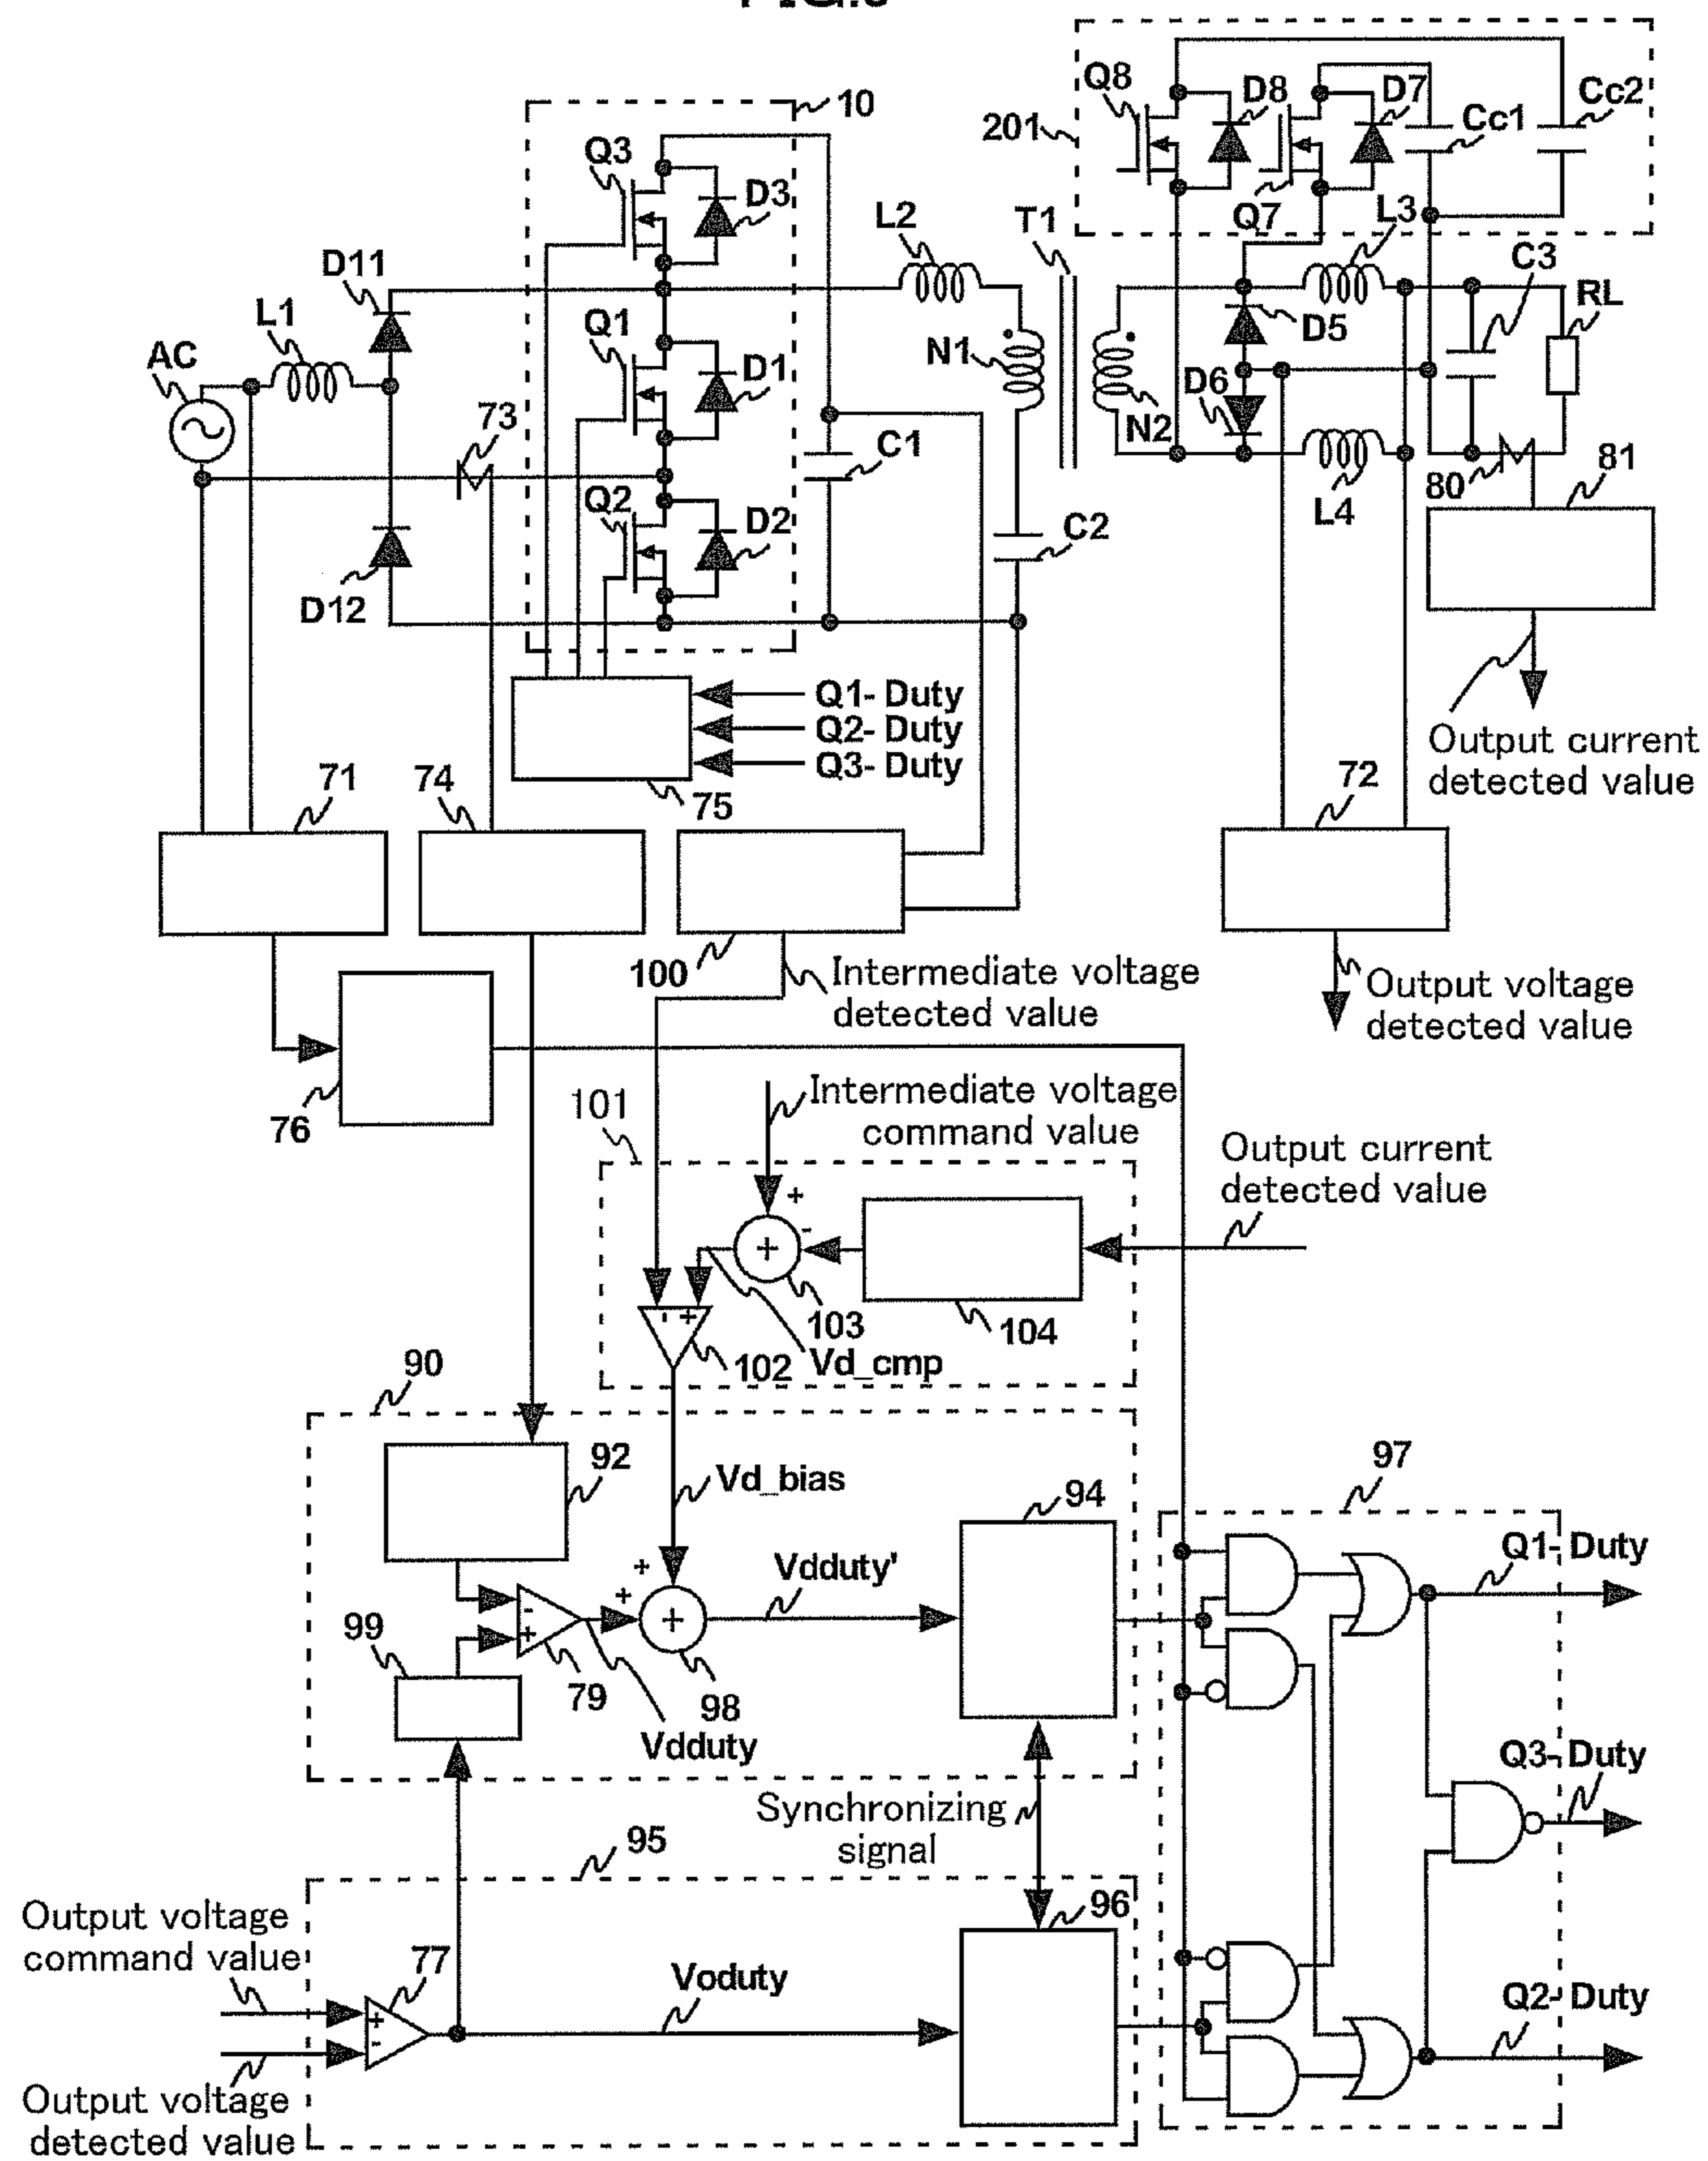 Q8
D8
D7
Cc2
Cc1
201
10
Q3
D3
Q7
L3
L2
T1
C3
D11
RL
L1
Q1
D5
AC
N1
D1
D6
73
N2
C1
81
80
Q2
D2
L4
C2
D12
Q1- Duty
Q2- Duty
Q3- Duty
Output current
detected value
71
74
75
72
100
Intermediate voltage
detected value
Output voltage
detected value
76
101
Intermediate voltage
command value
Output current
detected value
+
-
+
103
104
- +
102
Vd_cmp
90
92
Vd_bias
94
97
Q1- Duty
+
+
Vdduty'
-
+
+
99
79
98
Vdduty
Q3- Duty
Synchronizing
signal
95
96
Output voltage
command value
77
Voduty
Q2- Duty
+
-
Output voltage
detected value